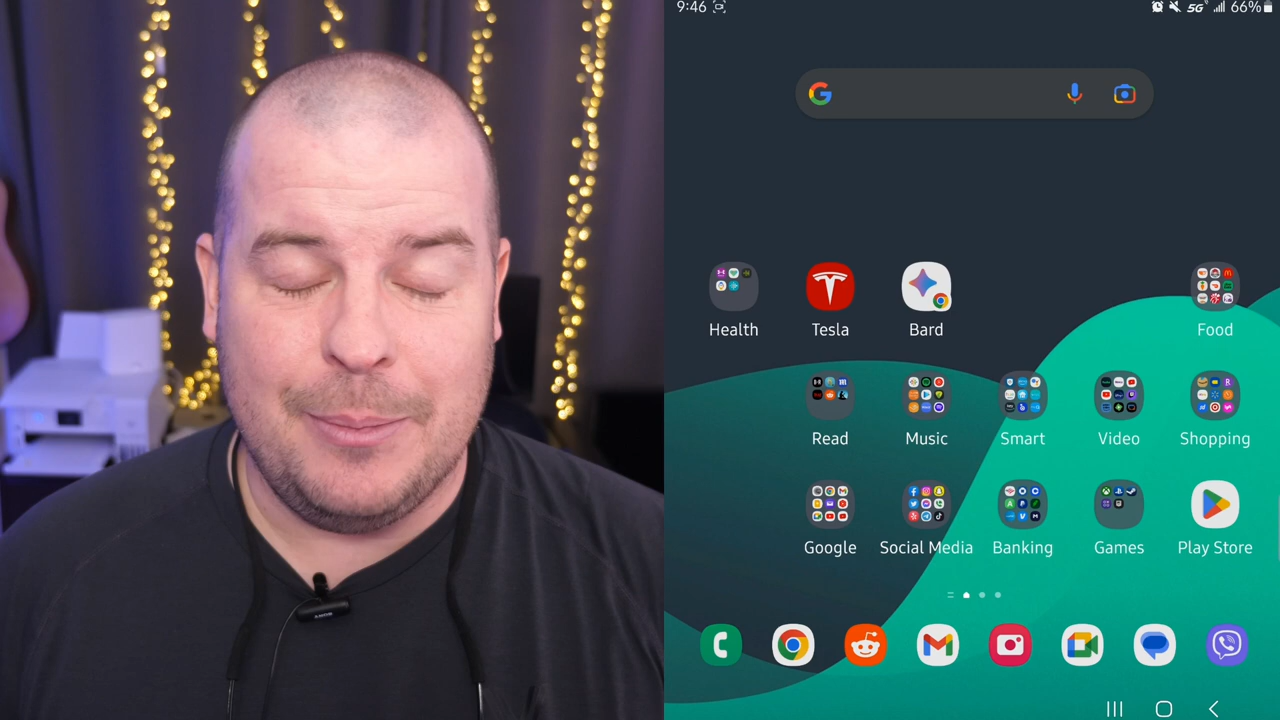 9:46
5G 66%
Health Tesla Bard Food
Read Music Smart Video Shopping
Google Social Media Banking Games Play Store